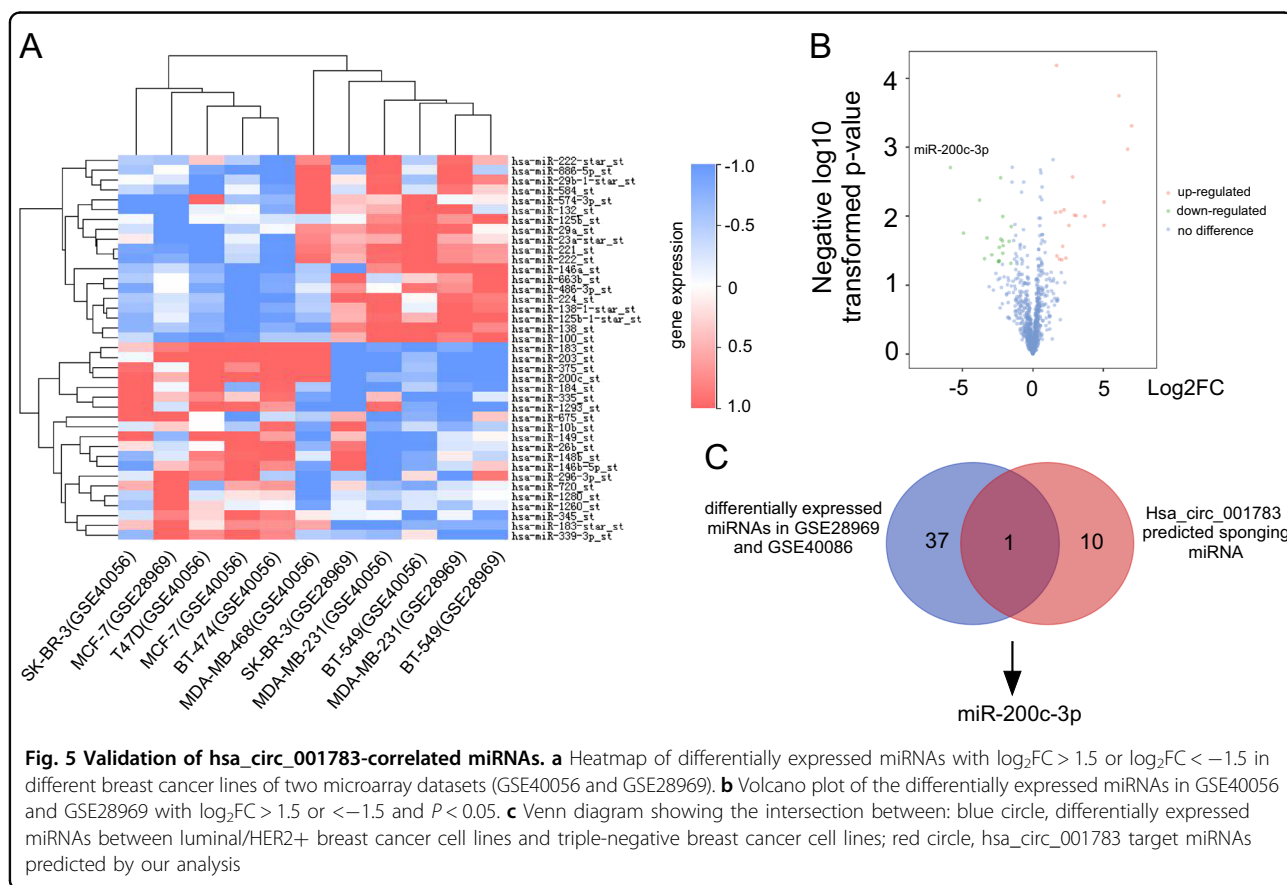 A
hsa-miR-222-star_st
hsa-miR-886-5p_st
hsa-miR-29b-1-star_st
hsa-miR-584_st
hsa-miR-574-3p_st
hsa-miR-132_st
hsa-miR-125b_st
hsa-miR-29a_st
hsa-miR-23a-star_st
hsa-miR-221_st
hsa-miR-222_st
hsa-miR-146a_st
hsa-miR-663b_st
hsa-miR-486-3p_st
hsa-miR-224_st
hsa-miR-138-1-star_st
hsa-miR-125b-1-star_st
hsa-miR-138_st
hsa-miR-100_st
hsa-miR-183_st
hsa-miR-203_st
hsa-miR-375_st
hsa-miR-200c_st
hsa-miR-184_st
hsa-miR-335_st
hsa-miR-1293_st
hsa-miR-675_st
hsa-miR-10b_st
hsa-miR-149_st
hsa-miR-26b_st
hsa-miR-148b_st
hsa-miR-146b-5p_st
hsa-miR-296-3p_st
hsa-miR-720_st
hsa-miR-1280_st
hsa-miR-1260_st
hsa-miR-345_st
hsa-miR-183-star_st
hsa-miR-339-3p_st
SK-BR-3(GSE40056)
MCF-7(GSE28969)
T47D(GSE40056)
MCF-7(GSE40056)
BT-474(GSE40056)
MDA-MB-468(GSE40056)
SK-BR-3(GSE28969)
MDA-MB-231(GSE40056)
BT-549(GSE40056)
MDA-MB-231(GSE28969)
BT-549(GSE28969)
gene expression
-1.0
-0.5
0
0.5
1.0
B
Negative log10
transformed p-value
4
3
2
1
0
miR-200c-3p
-5
0
5
Log2FC
up-regulated
down-regulated
no difference
C
differentially expressed
miRNAs in GSE28969
and GSE40086
37
1
10
Hsa_circ_001783
predicted sponging
miRNA
miR-200c-3p
Fig. 5 Validation of hsa_circ_001783-correlated miRNAs. a Heatmap of differentially expressed miRNAs with log₂FC > 1.5 or log₂FC < −1.5 in
different breast cancer lines of two microarray datasets (GSE40056 and GSE28969). b Volcano plot of the differentially expressed miRNAs in GSE40056
and GSE28969 with log₂FC > 1.5 or <−1.5 and P < 0.05. c Venn diagram showing the intersection between: blue circle, differentially expressed
miRNAs between luminal/HER2+ breast cancer cell lines and triple-negative breast cancer cell lines; red circle, hsa_circ_001783 target miRNAs
predicted by our analysis